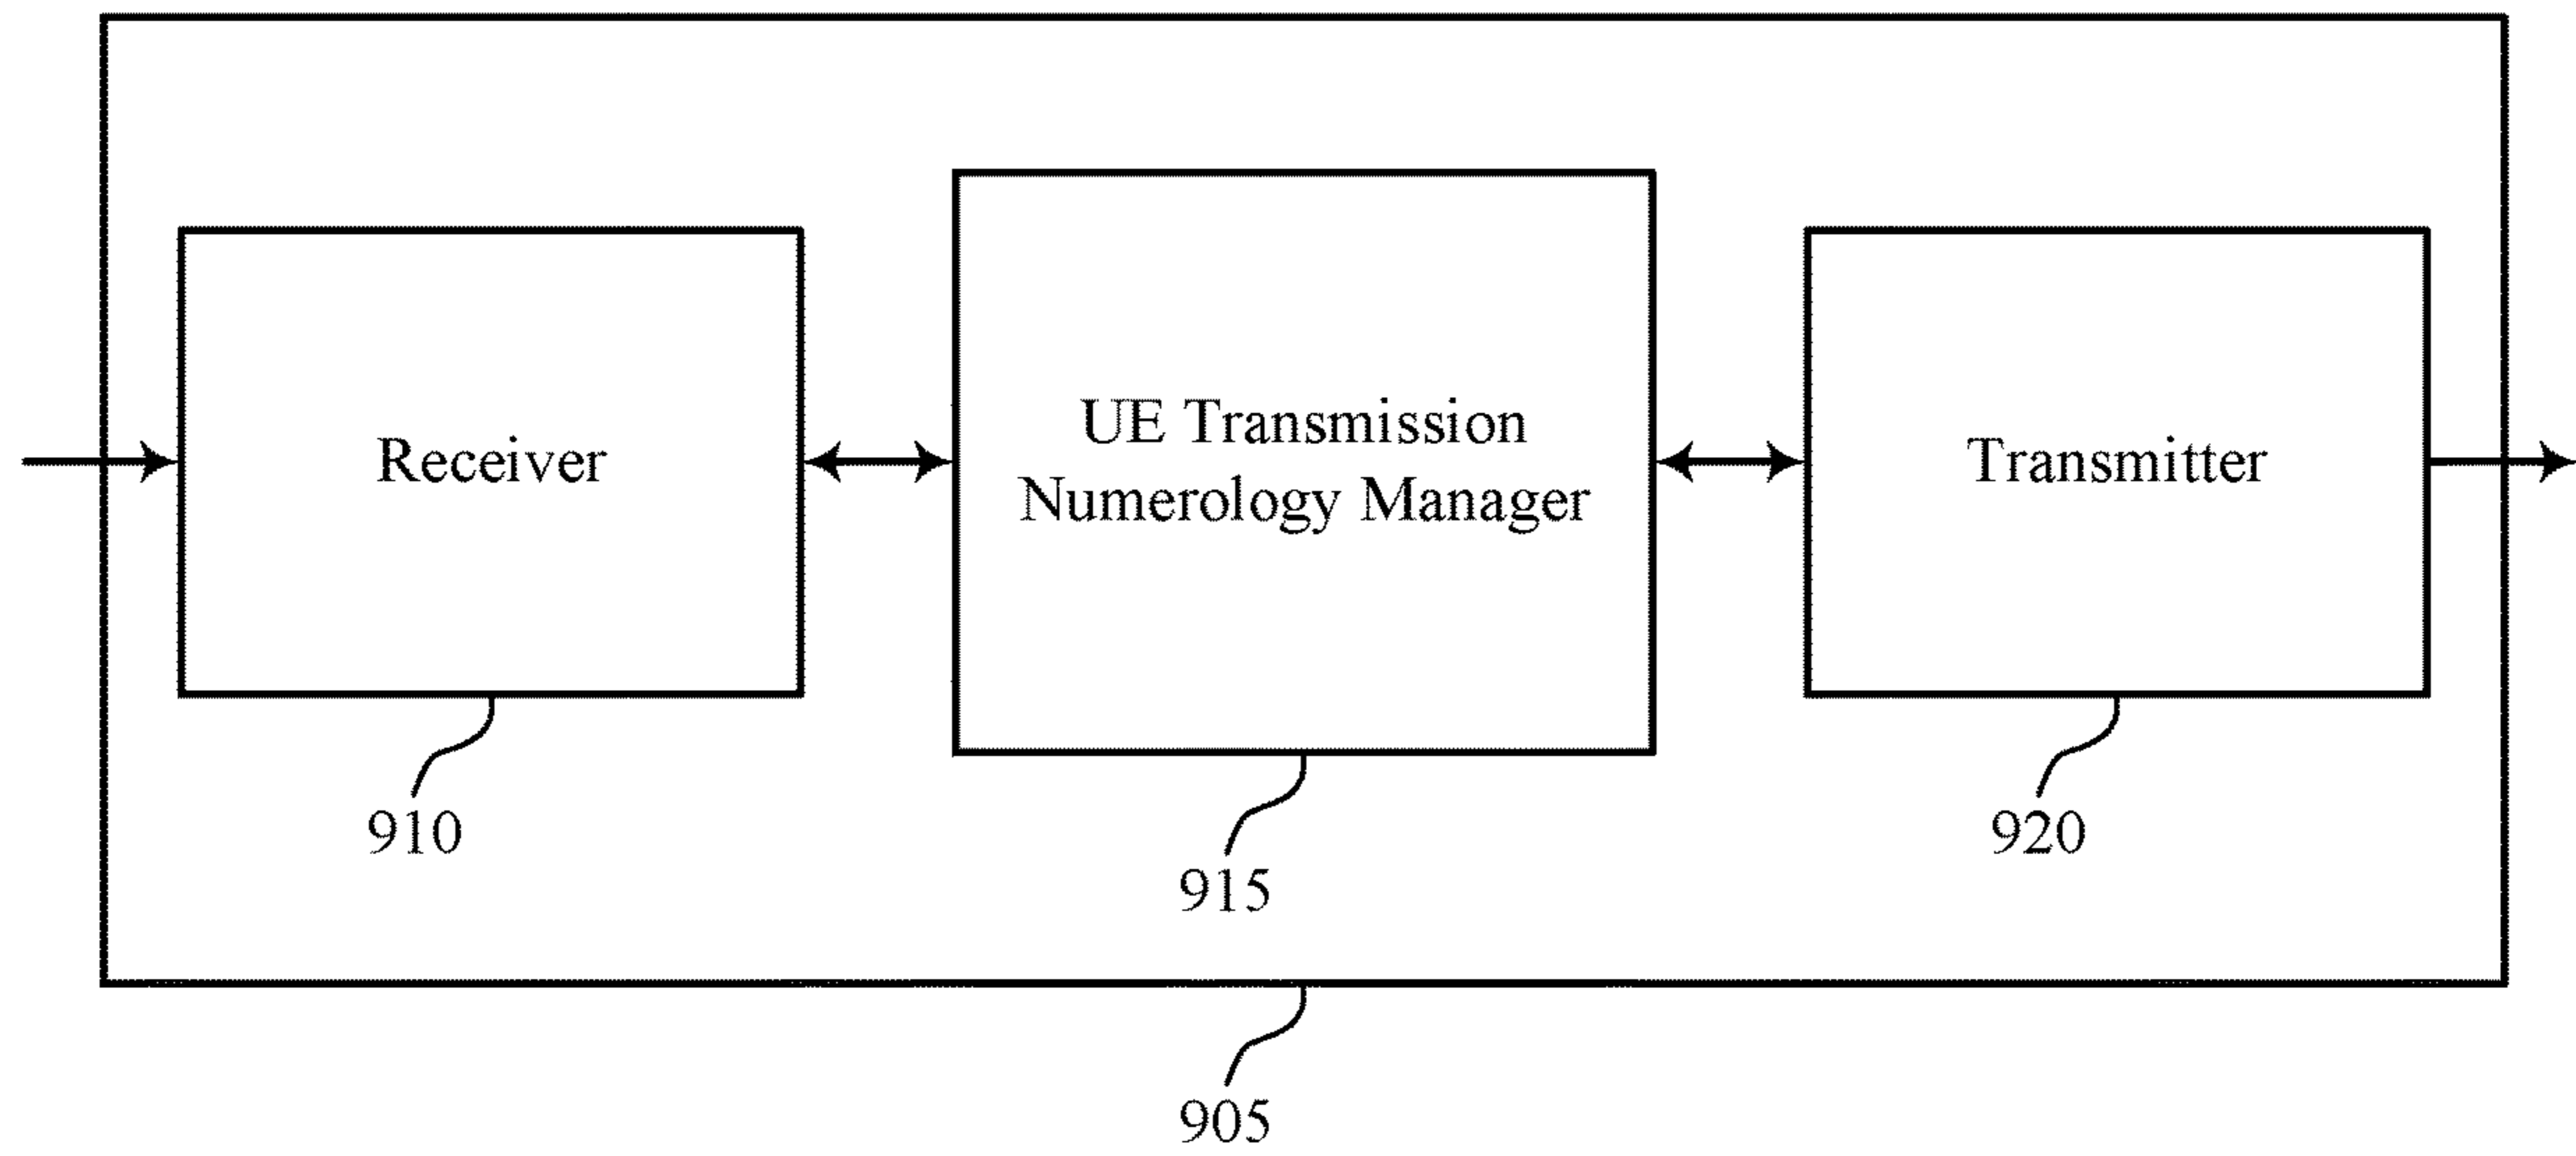 Receiver
UE Transmission
Numerology Manager
Transmitter
910
915
920
905